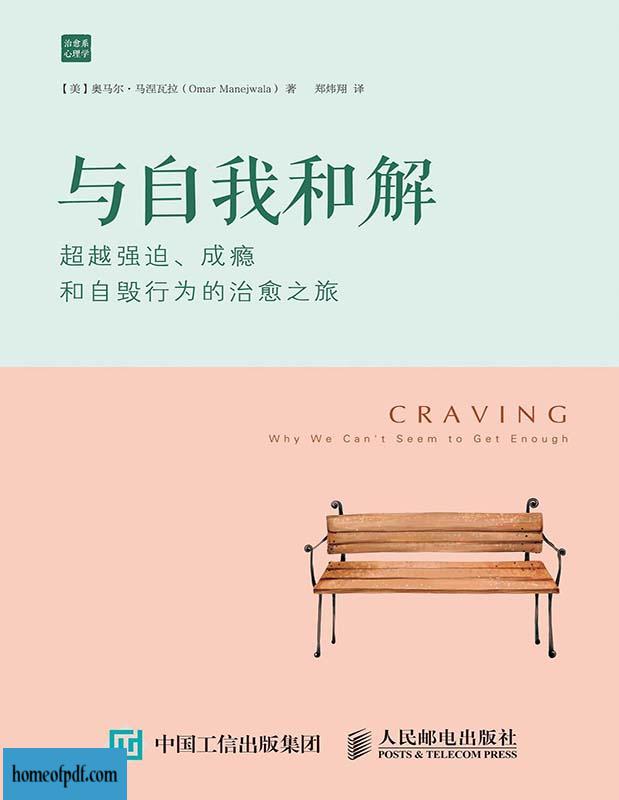 治愈系
心理学
【美】奥马尔·马涅瓦拉（Omar Manejwala）著 郑炜翔 译
与自我和解
超越强迫、成瘾
和自毁行为的治愈之旅
CRAVING
Why We Can't Seem to Get Enough
中国工信出版集团
人民邮电出版社
POSTS & TELECOM PRESS
homeofpdf.com